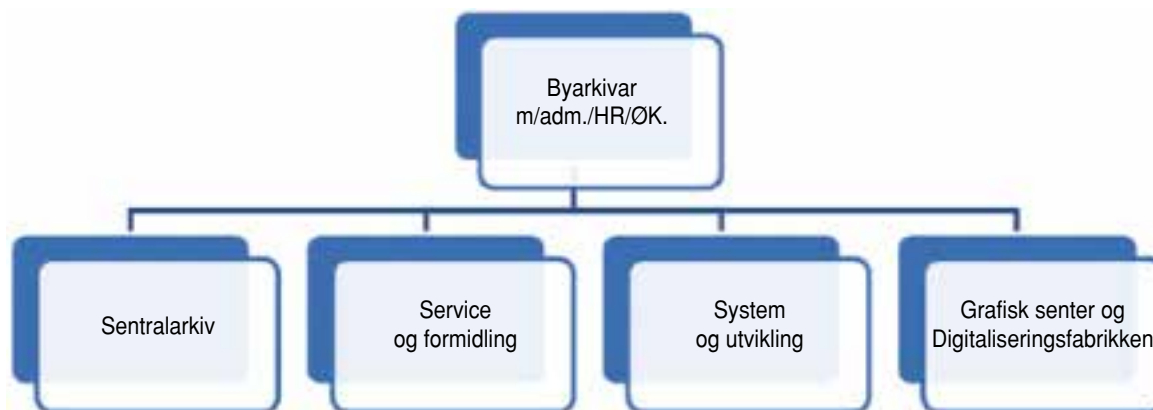 Byarkivar
m/adm./HR/ØK.
Sentralarkiv
Service
og formidling
System
og utvikling
Grafisk senter og
Digitaliseringsfabrikken